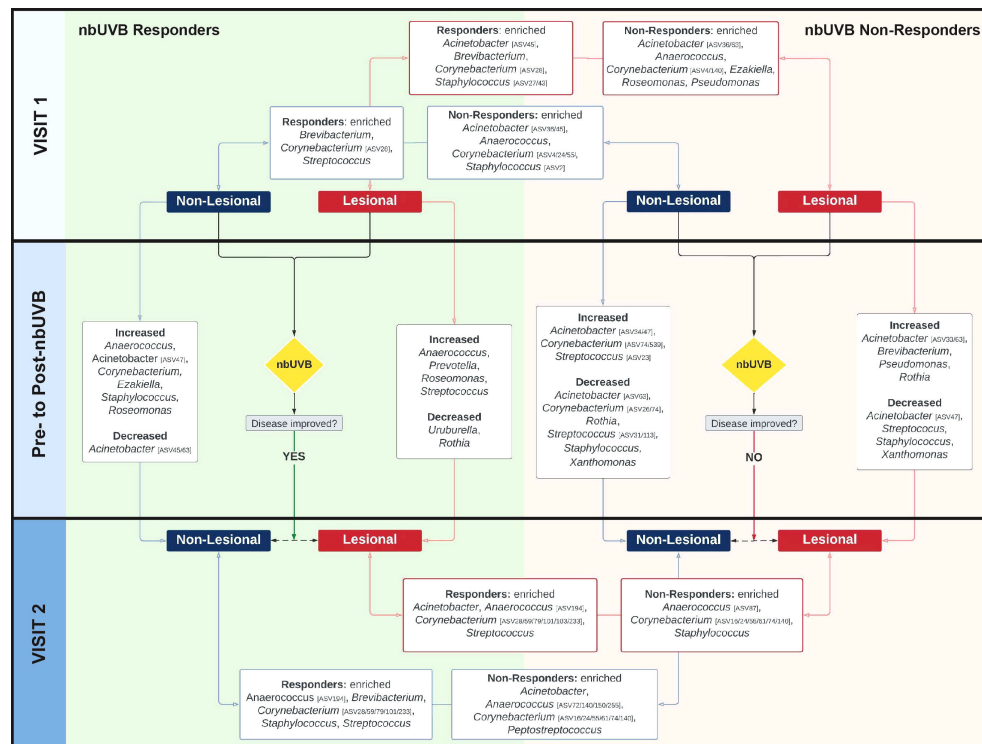 nbUVB Responders
nbUVB Non-Responders
VISIT 1
Responders: enriched
Acinetobacter [ASV45],
Brevibacterium,
Corynebacterium [ASV28],
Staphylococcus [ASV27/43]
Non-Responders: enriched
Acinetobacter [ASV36/63],
Anaerococcus,
Corynebacterium [ASV4/140], Ezakiella,
Roseomonas, Pseudomonas
Responders: enriched
Brevibacterium,
Corynebacterium [ASV28],
Streptococcus
Non-Responders: enriched
Acinetobacter [ASV36/45],
Anaerococcus,
Corynebacterium [ASV4/24/55/
Staphylococcus [ASV2]
Non-Lesional
Lesional
Non-Lesional
Lesional
Pre- to Post-nbUVB
Increased
Anaerococcus,
Acinetobacter [ASV47],
Corynebacterium,
Ezakiella,
Staphylococcus,
Roseomonas
Decreased
Acinetobacter [ASV45/63]
nbUVB
Disease improved?
YES
Increased
Anaerococcus,
Prevotella,
Roseomonas,
Streptococcus
Decreased
Uruburella,
Rothia
Increased
Acinetobacter [ASV34/47],
Corynebacterium [ASV74/539],
Streptococcus [ASV23]
Decreased
Acinetobacter [ASV63],
Corynebacterium [ASV26/74],
Rothia,
Streptococcus [ASV31/113],
Staphylococcus,
Xanthomonas
nbUVB
Disease improved?
NO
Increased
Acinetobacter [ASV33/63],
Brevibacterium,
Pseudomonas,
Rothia
Decreased
Acinetobacter [ASV47],
Streptococus,
Staphylococcus,
Xanthomonas
VISIT 2
Non-Lesional
Lesional
Non-Lesional
Lesional
Responders: enriched
Acinetobacter, Anaerococcus [ASV194],
Corynebacterium [ASV28/59/79/101/103/233],
Streptococcus
Non-Responders: enriched
Anaerococcus [ASV87],
Corynebacterium [ASV16/24/55/61/74/140],
Staphylococcus
Responders: enriched
Anaerococcus [ASV194], Brevibacterium,
Corynebacterium [ASV28/59/79/101/233],
Staphylococcus, Streptococcus
Non-Responders: enriched
Acinetobacter,
Anaerococcus [ASV72/140/150/255],
Corynebacterium [ASV16/24/55/61/74/140],
Peptostreptococcus